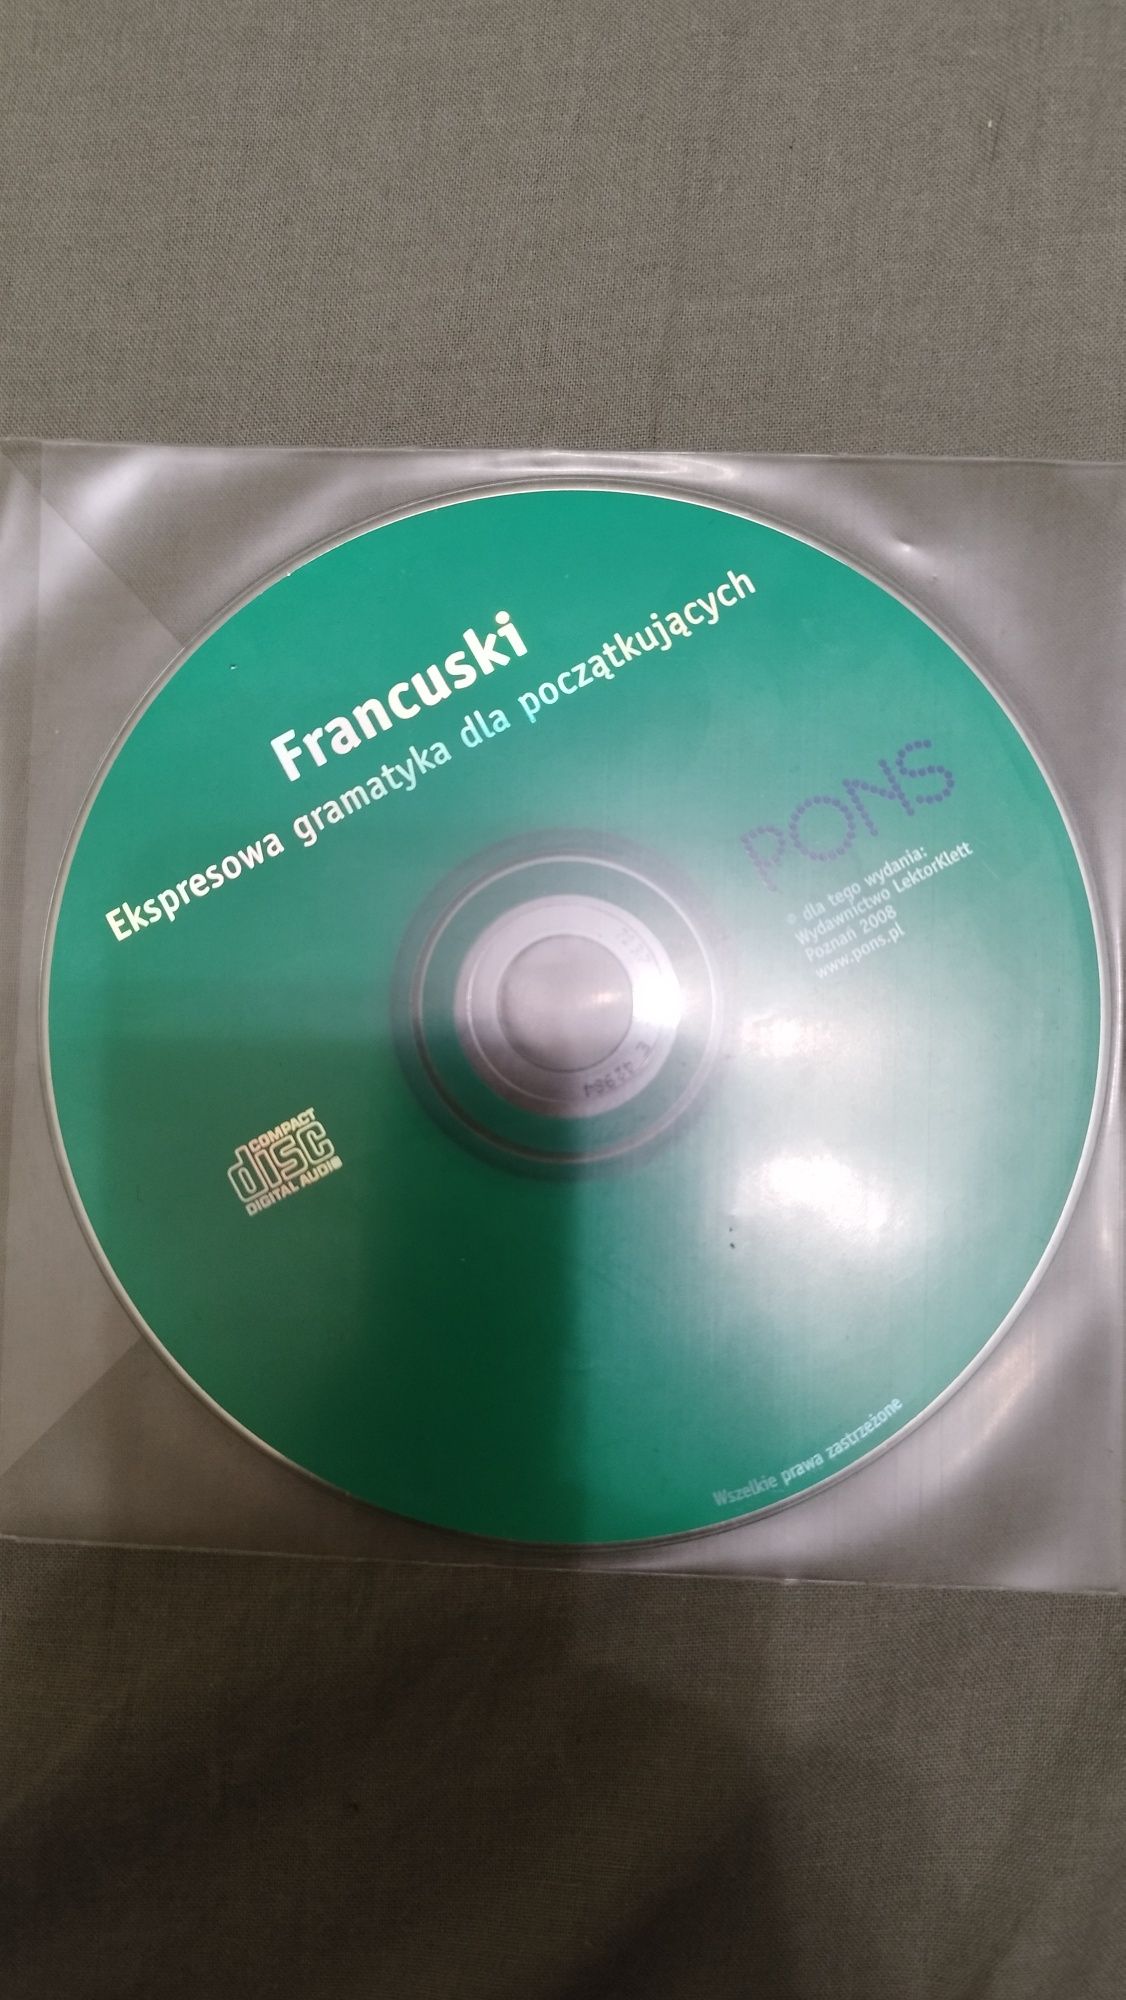 Francuski
Ekspresowa gramatyka dla początkujących
PONS
© dla tego wydania:
Wydawnictwo LektorKlett
Poznań 2008
www.pons.pl
COMPACT
disc
DIGITAL AUDIO
Wszelkie prawa zastrzeżone